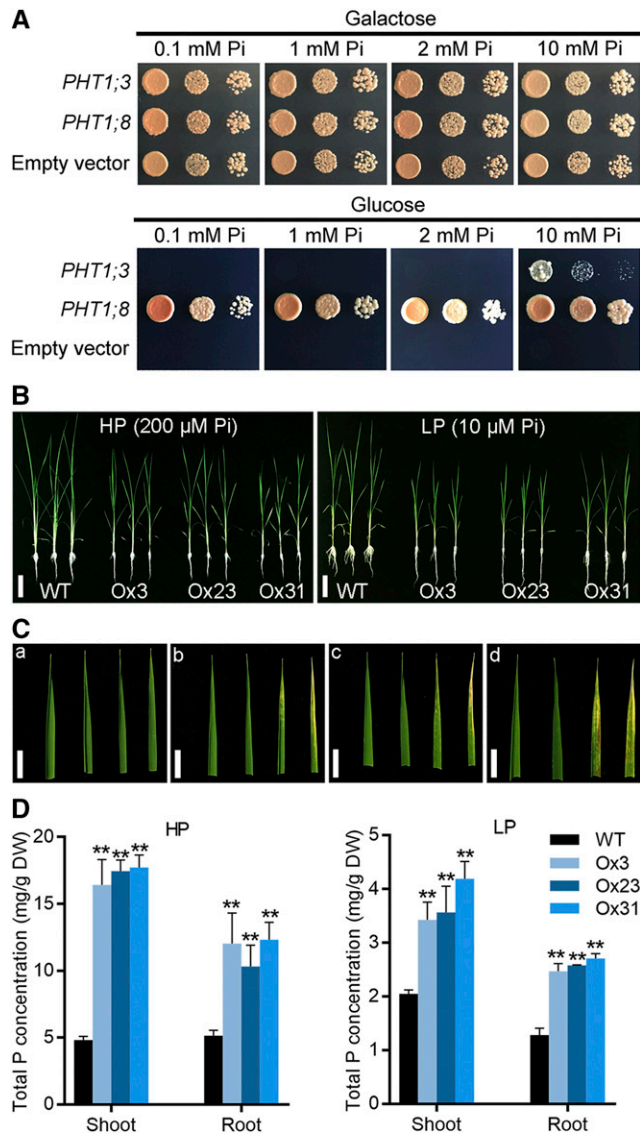 A
Galactose
0.1 mM Pi 1 mM Pi 2 mM Pi 10 mM Pi
PHT1;3
PHT1;8
Empty vector
Glucose
0.1 mM Pi 1 mM Pi 2 mM Pi 10 mM Pi
PHT1;3
PHT1;8
Empty vector
B
HP (200 µM Pi) LP (10 µM Pi)
WT Ox3 Ox23 Ox31 WT Ox3 Ox23 Ox31
C
a b c d
D
HP
Total P concentration (mg/g DW)
20
15
10
5
0
** ** ** ** ** **
Shoot Root
LP
Total P concentration (mg/g DW)
5
4
3
2
1
0
** ** ** ** ** **
Shoot Root
WT
Ox3
Ox23
Ox31